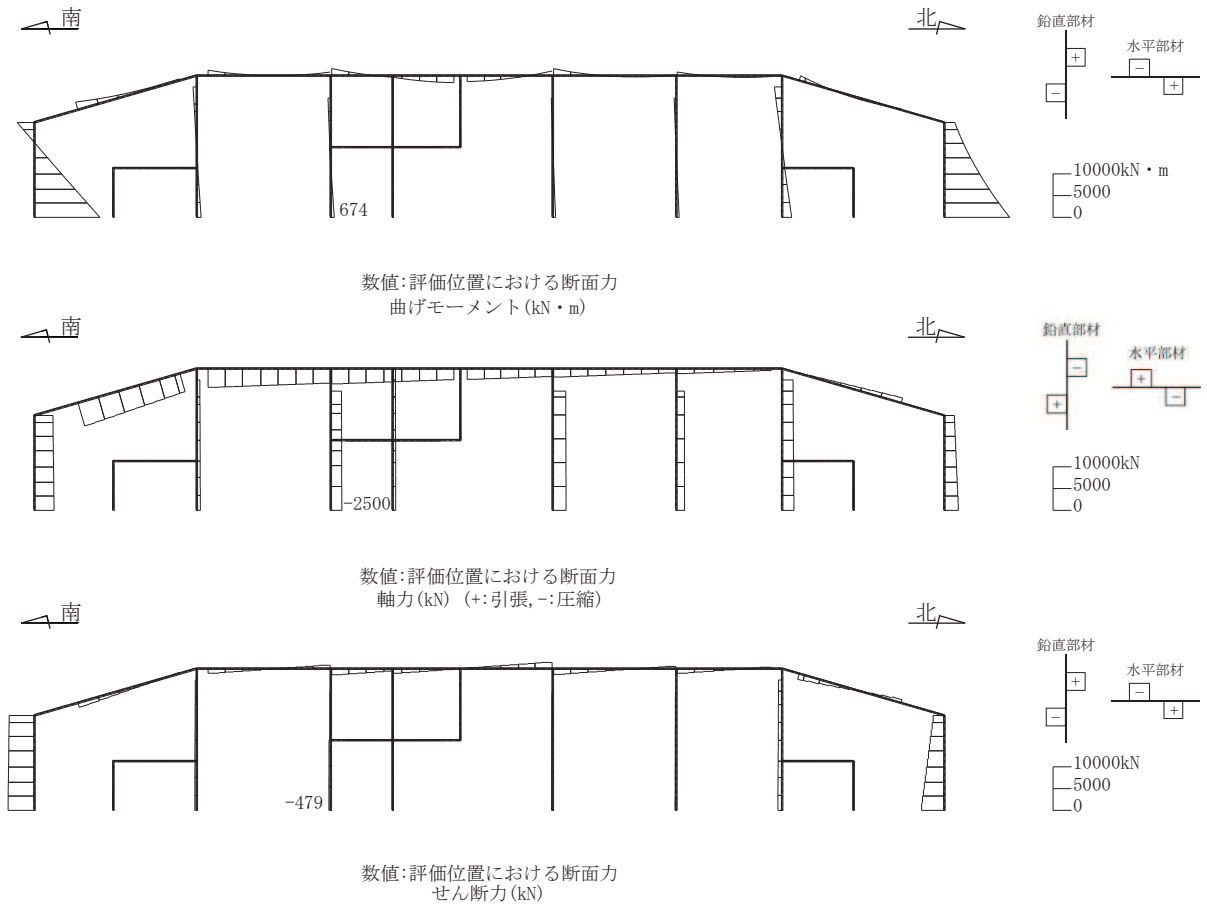 南
北
鉛直部材
+
−
水平部材
−
+
10000kN・m
5000
0
674
数値:評価位置における断面力
曲げモーメント(kN・m)
南
北
鉛直部材
−
+
水平部材
+
−
10000kN
5000
0
-2500
数値:評価位置における断面力
軸力(kN) (+:引張,-:圧縮)
南
北
鉛直部材
+
−
水平部材
−
+
10000kN
5000
0
-479
数値:評価位置における断面力
せん断力(kN)